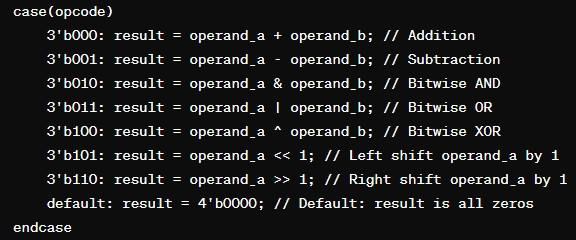 case(opcode)
    3'b000: result = operand_a + operand_b; // Addition
    3'b001: result = operand_a - operand_b; // Subtraction
    3'b010: result = operand_a & operand_b; // Bitwise AND
    3'b011: result = operand_a | operand_b; // Bitwise OR
    3'b100: result = operand_a ^ operand_b; // Bitwise XOR
    3'b101: result = operand_a << 1; // Left shift operand_a by 1
    3'b110: result = operand_a >> 1; // Right shift operand_a by 1
    default: result = 4'b0000; // Default: result is all zeros
endcase